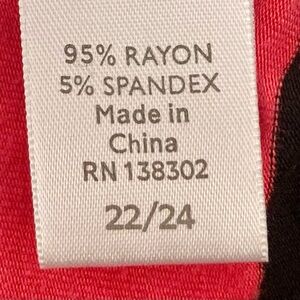 95% RAYON
5% SPANDEX
Made in
China
RN 138302
22/24